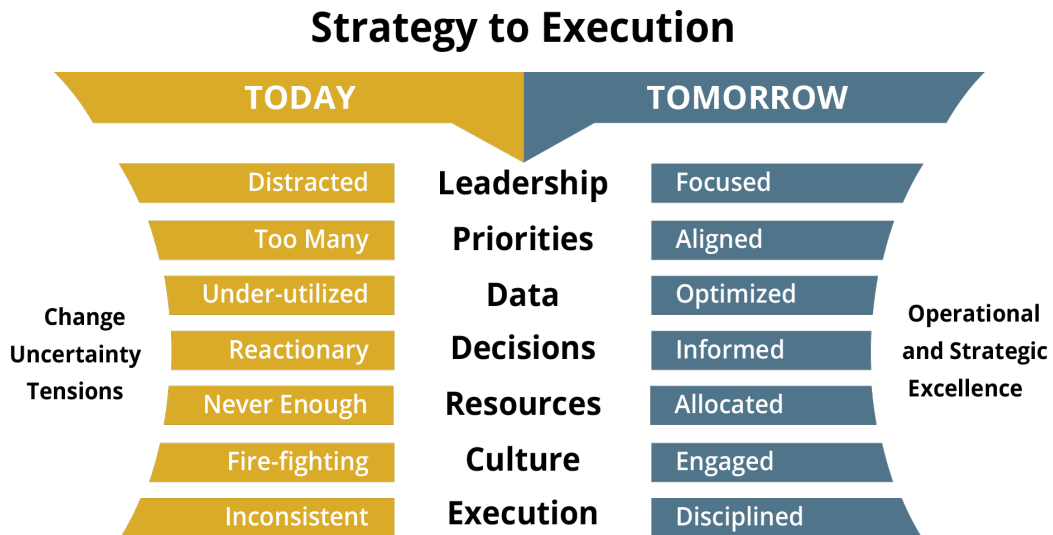 Strategy to Execution
TODAY TOMORROW
Distracted Leadership Focused
Too Many Priorities Aligned
Under-utilized Data Optimized
Reactionary Decisions Informed
Never Enough Resources Allocated
Fire-fighting Culture Engaged
Inconsistent Execution Disciplined
Change
Uncertainty
Tensions
Operational
and Strategic
Excellence